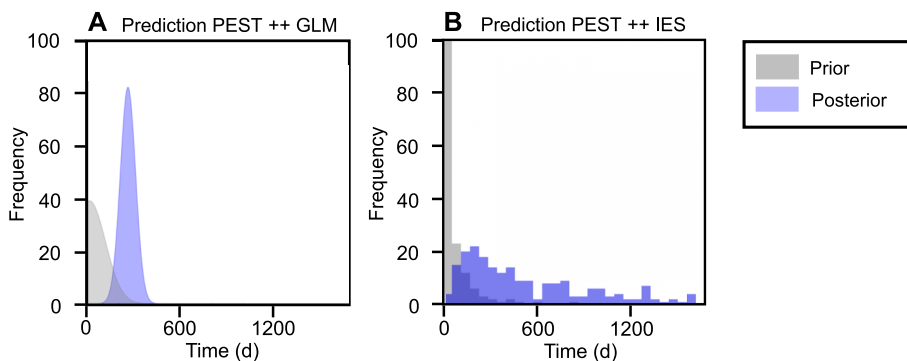 A Prediction PEST ++ GLM
100
80
60
40
20
0
Frequency
0 600 1200
Time (d)
B Prediction PEST ++ IES
100
80
60
40
20
0
Frequency
0 600 1200
Time (d)
Prior
Posterior